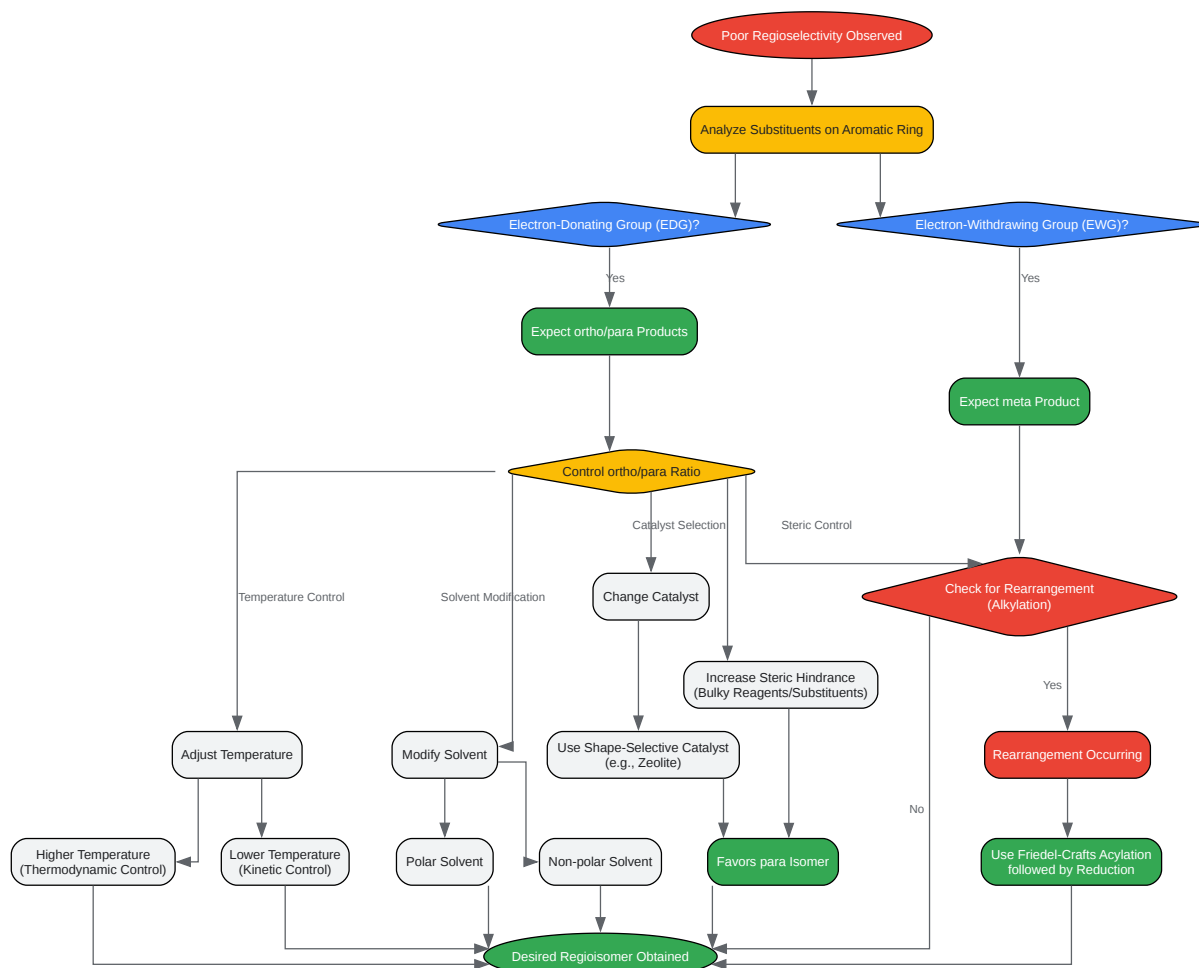 Poor Regioselectivity Observed
Analyze Substituents on Aromatic Ring
Electron-Donating Group (EDG)?
Electron-Withdrawing Group (EWG)?
Yes
Yes
Expect ortho/para Products
Expect meta Product
Control ortho/para Ratio
Catalyst Selection
Steric Control
Temperature Control
Solvent Modification
Change Catalyst
Check for Rearrangement
(Alkylation)
Increase Steric Hindrance
(Bulky Reagents/Substituents)
Yes
Adjust Temperature
Modify Solvent
Use Shape-Selective Catalyst
(e.g., Zeolite)
Rearrangement Occurring
No
Higher Temperature
(Thermodynamic Control)
Lower Temperature
(Kinetic Control)
Polar Solvent
Non-polar Solvent
Favors para Isomer
Use Friedel-Crafts Acylation
followed by Reduction
Desired Regioisomer Obtained